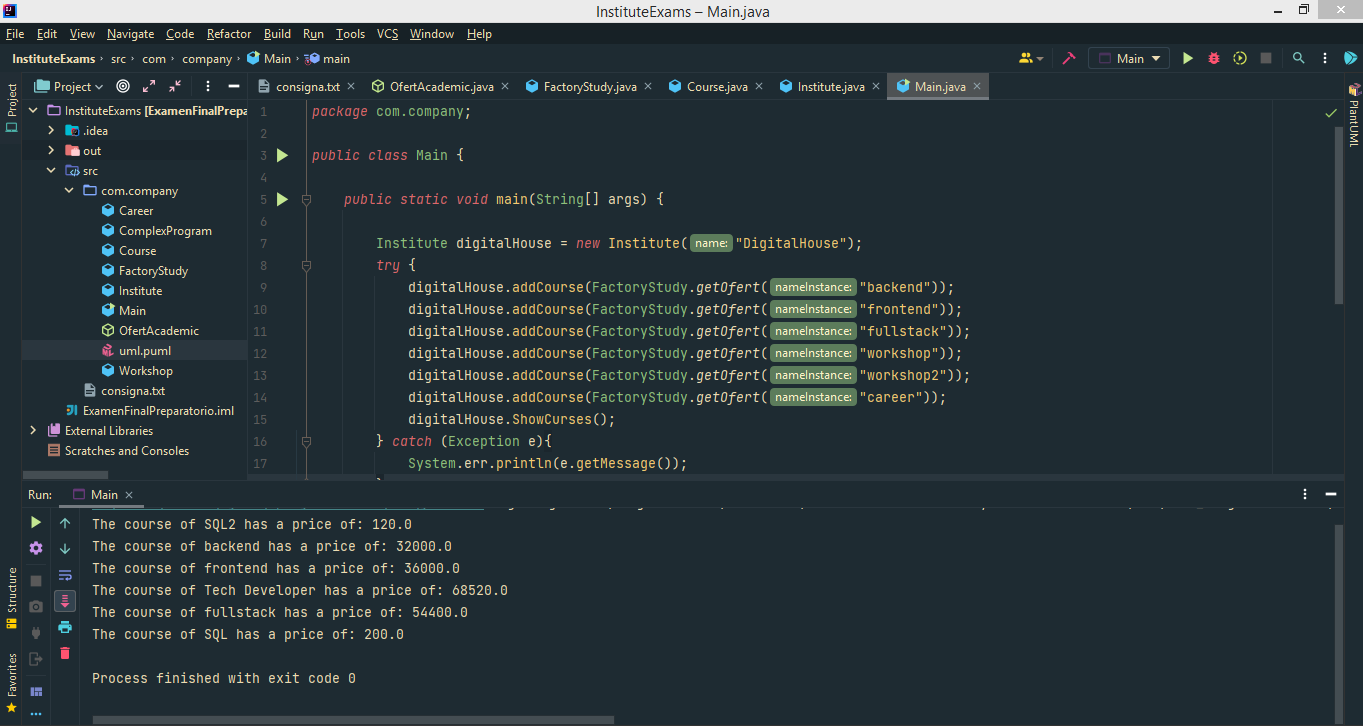 InstituteExams – Main.java
File Edit View Navigate Code Refactor Build Run Tools VCS Window Help
InstituteExams src com company Main main
Main
Project
Project
consigna.txt
OfertAcademic.java
FactoryStudy.java
Course.java
Institute.java
Main.java
InstituteExams [ExamenFinalPrepa
.idea
out
src
com.company
Career
ComplexProgram
Course
FactoryStudy
Institute
Main
OfertAcademic
uml.puml
Workshop
consigna.txt
ExamenFinalPreparatorio.iml
External Libraries
Scratches and Consoles
1 package com.company;
2
3 public class Main {
4
5 public static void main(String[] args) {
6
7 Institute digitalHouse = new Institute( name: "DigitalHouse");
8 try {
9 digitalHouse.addCourse(FactoryStudy.getOfert( nameInstance: "backend"));
10 digitalHouse.addCourse(FactoryStudy.getOfert( nameInstance: "frontend"));
11 digitalHouse.addCourse(FactoryStudy.getOfert( nameInstance: "fullstack"));
12 digitalHouse.addCourse(FactoryStudy.getOfert( nameInstance: "workshop"));
13 digitalHouse.addCourse(FactoryStudy.getOfert( nameInstance: "workshop2"));
14 digitalHouse.addCourse(FactoryStudy.getOfert( nameInstance: "career"));
15 digitalHouse.ShowCurses();
16 } catch (Exception e){
17 System.err.println(e.getMessage());
PlantUML
Run: Main
The course of SQL2 has a price of: 120.0
The course of backend has a price of: 32000.0
The course of frontend has a price of: 36000.0
The course of Tech Developer has a price of: 68520.0
The course of fullstack has a price of: 54400.0
The course of SQL has a price of: 200.0
Process finished with exit code 0
Structure
Favorites